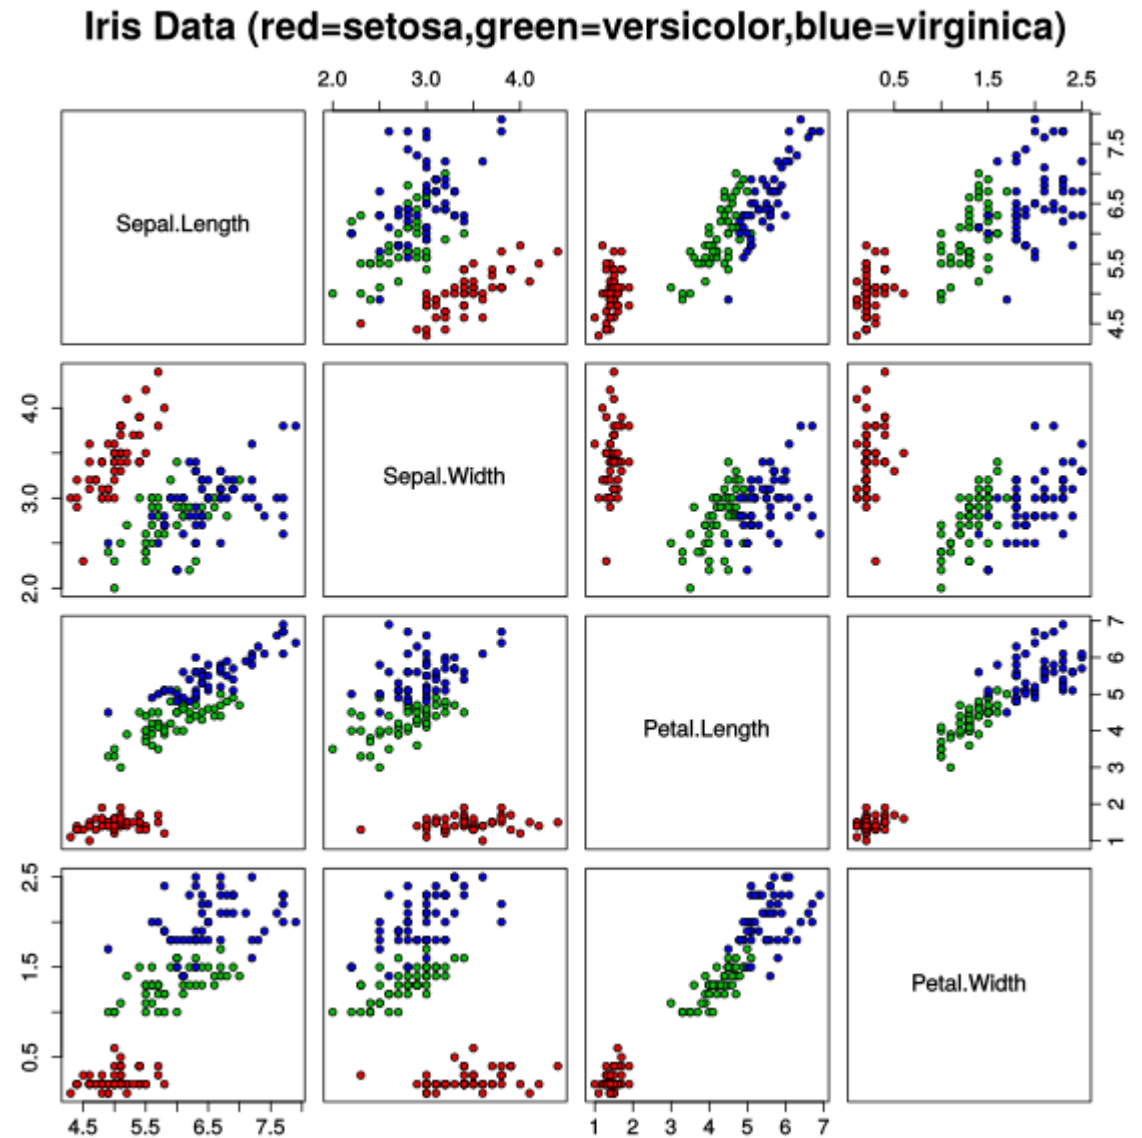 Iris Data (red=setosa,green=versicolor,blue=virginica)
2.0 3.0 4.0 0.5 1.5 2.5
Sepal.Length
4.5 5.5 6.5 7.5
2.0 3.0 4.0
Sepal.Width
Petal.Length
1 2 3 4 5 6 7
0.5 1.5 2.5
Petal.Width
4.5 5.5 6.5 7.5 1 2 3 4 5 6 7